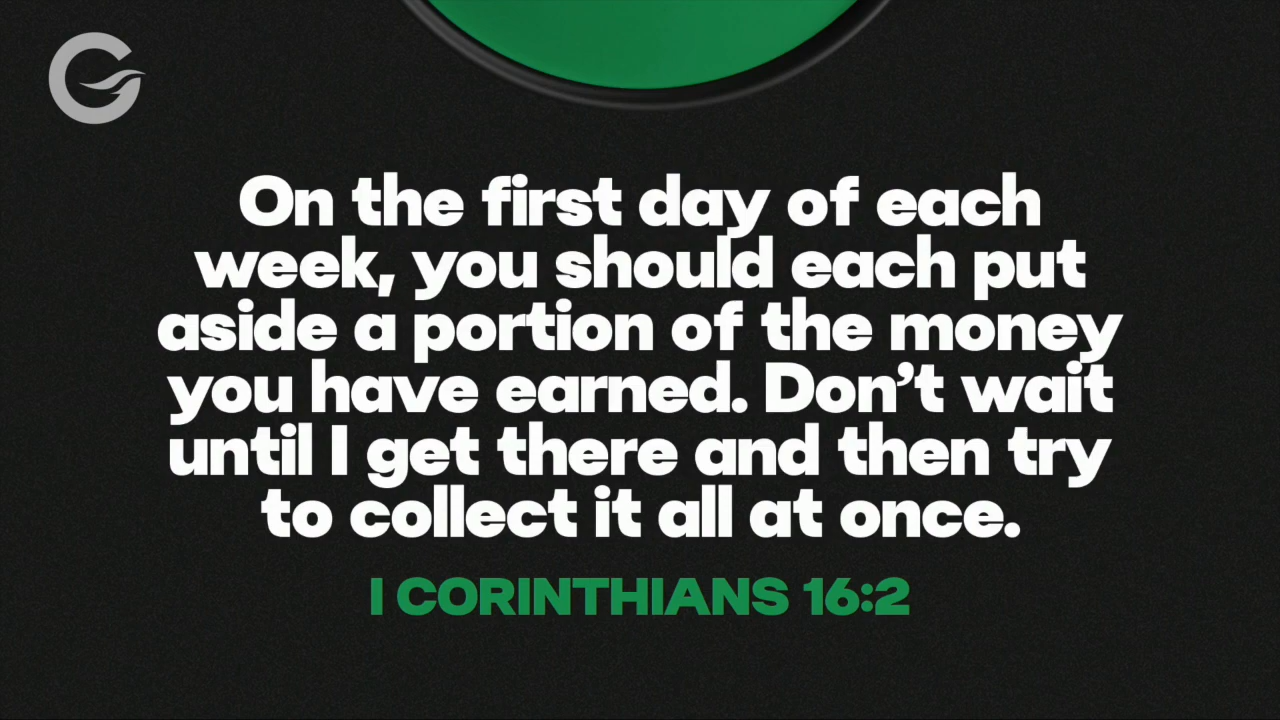 On the first day of each
week, you should each put
aside a portion of the money
you have earned. Don’t wait
until I get there and then try
to collect it all at once.
I CORINTHIANS 16:2